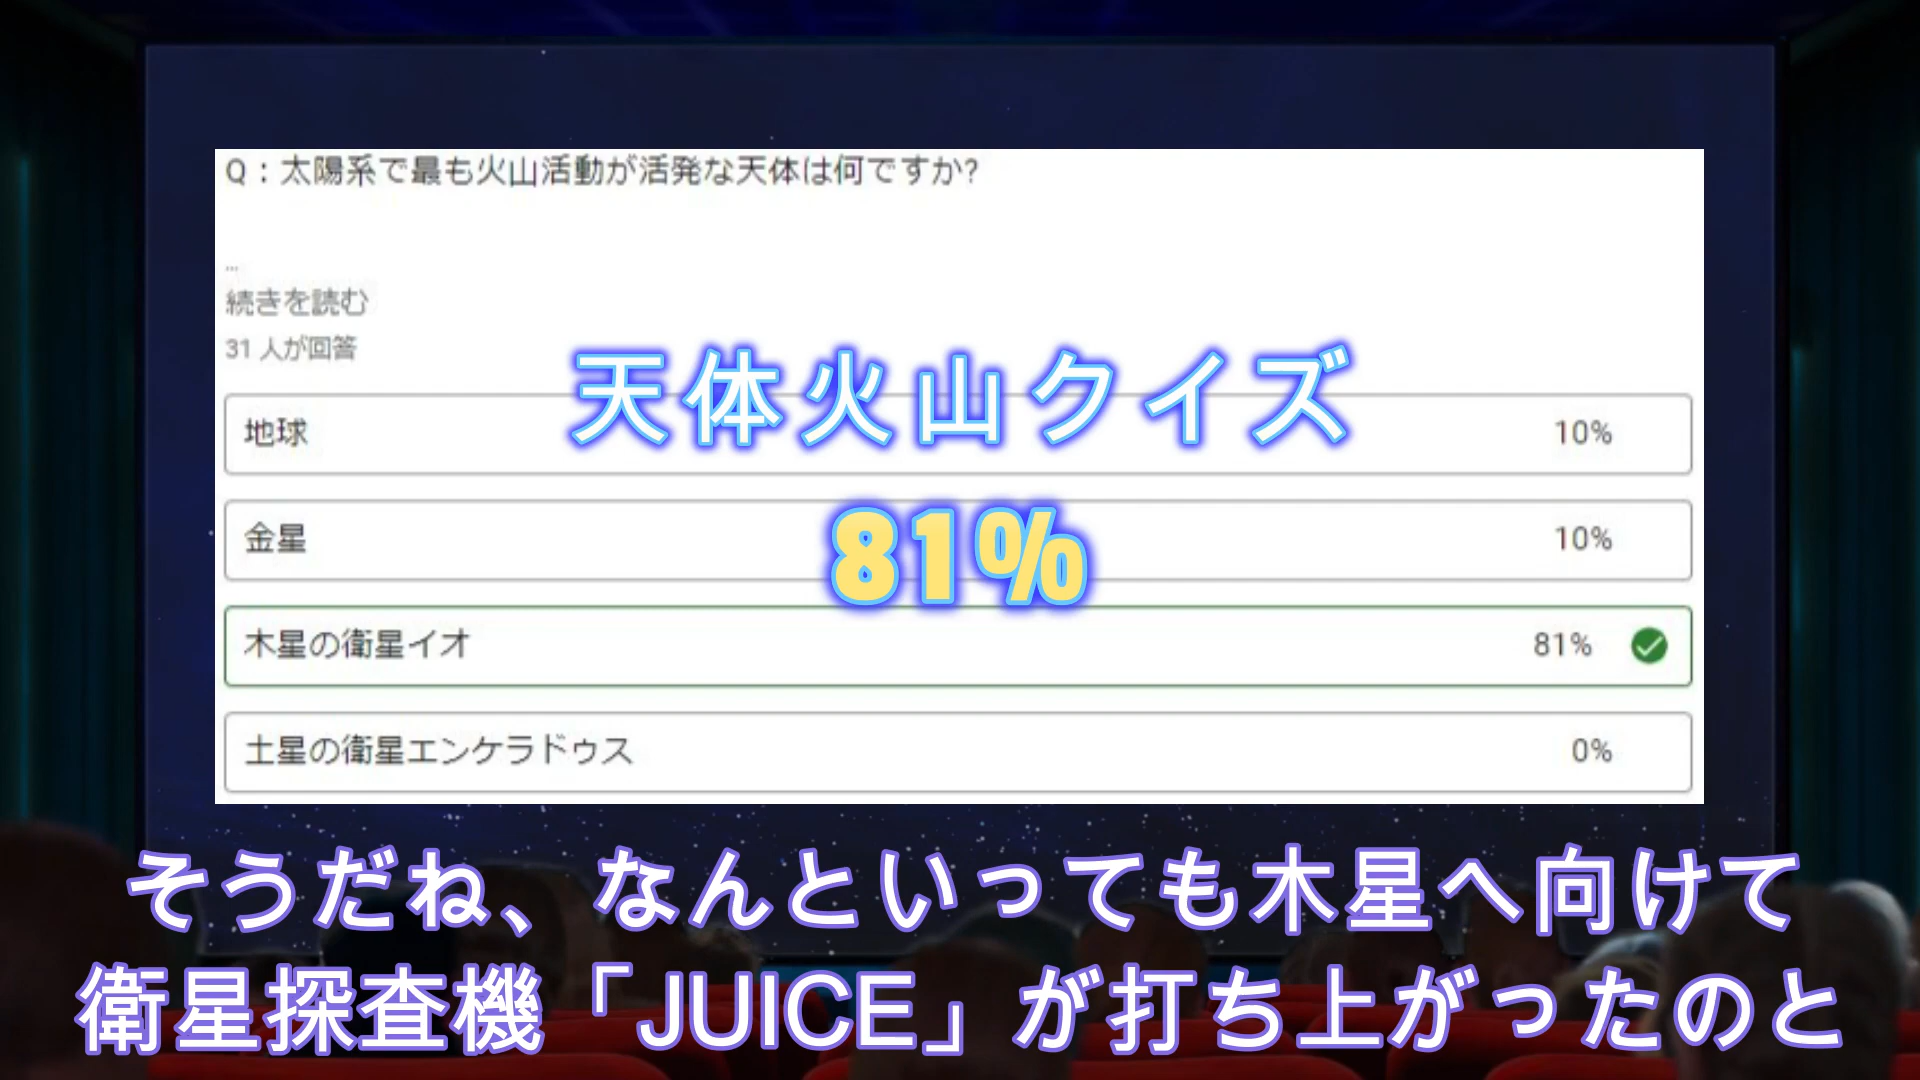 Q：太陽系で最も火山活動が活発な天体は何ですか?
...
続きを読む
31 人が回答
天体火山クイズ
地球 10%
81%
金星 10%
木星の衛星イオ 81%
土星の衛星エンケラドゥス 0%
そうだね、なんといっても木星へ向けて
衛星探査機「JUICE」が打ち上がったのと